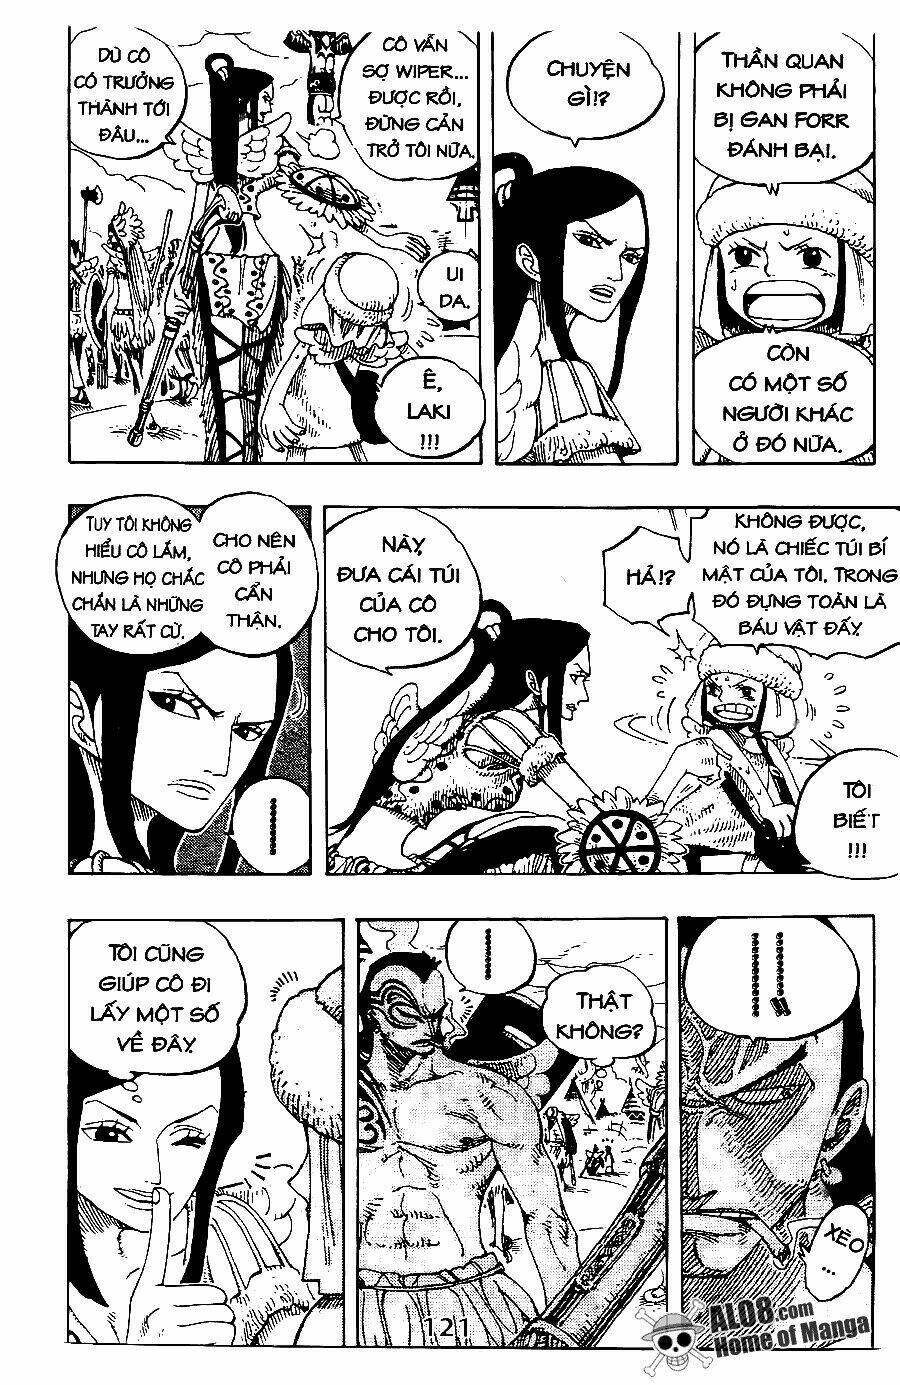 THẦN QUAN
KHÔNG PHẢI
BỊ GAN FORR
ĐÁNH BẠI.
CÒN
CÓ MỘT SỐ
NGƯỜI KHÁC
Ở ĐÓ NỮA.
CHUYỆN
GÌ!?
CÔ VẪN
SỢ WIPER...
ĐƯỢC RỒI,
ĐỪNG CẢN
TRỞ TÔI NỮA.
DÙ CÔ
CÓ TRƯỞNG
THÀNH TỚI
ĐÂU...
UI
DA.
Ê,
LAKI
!!!
KHÔNG ĐƯỢC,
NÓ LÀ CHIẾC TÚI BÍ
MẬT CỦA TÔI. TRONG
ĐÓ ĐỰNG TOÀN LÀ
BÁU VẬT ĐẤY.
HẢ!?
NÀY,
ĐƯA CÁI TÚI
CỦA CÔ
CHO TÔI.
TÔI
BIẾT
!!!
CHO NÊN
CÔ PHẢI
CẨN
THẬN.
TUY TÔI KHÔNG
HIỂU CÔ LẮM,
NHƯNG HỌ CHẮC
CHẮN LÀ NHỮNG
TAY RẤT CỪ.
XÈO
...
THẬT
KHÔNG?
TÔI CŨNG
GIÚP CÔ ĐI
LẤY MỘT SỐ
VỀ ĐÂY.
121
ALO8.com
Home of Manga